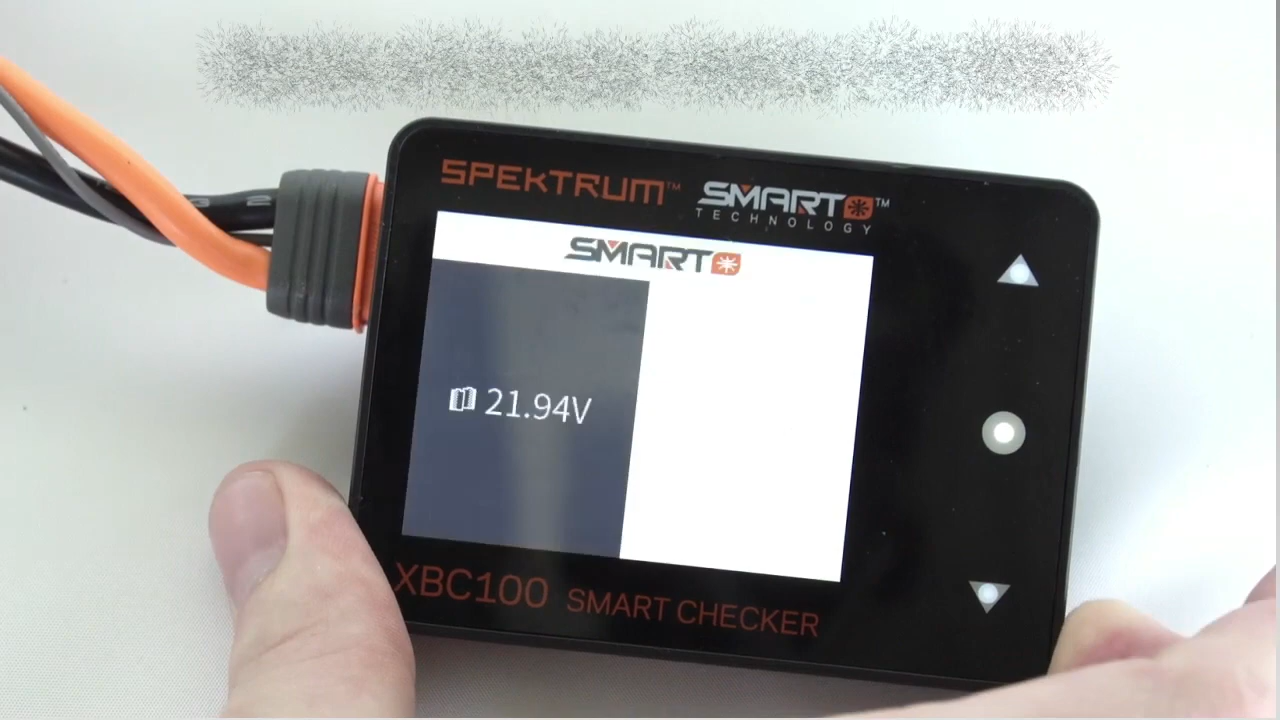 SPEKTRUM™ SMART™
TECHNOLOGY
SMART
21.94V
XBC100 SMART CHECKER